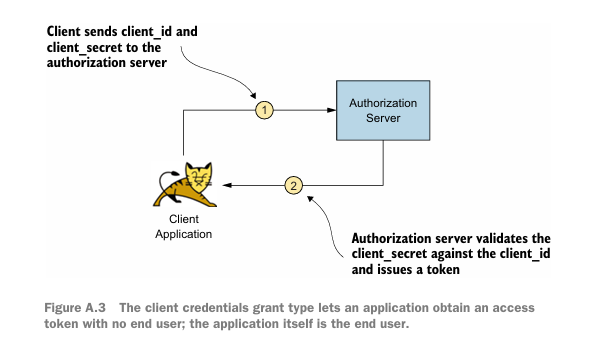 Client sends client_id and
client_secret to the
authorization server
1
Authorization
Server
2
Client
Application
Authorization server validates the
client_secret against the client_id
and issues a token
Figure A.3 The client credentials grant type lets an application obtain an access
token with no end user; the application itself is the end user.